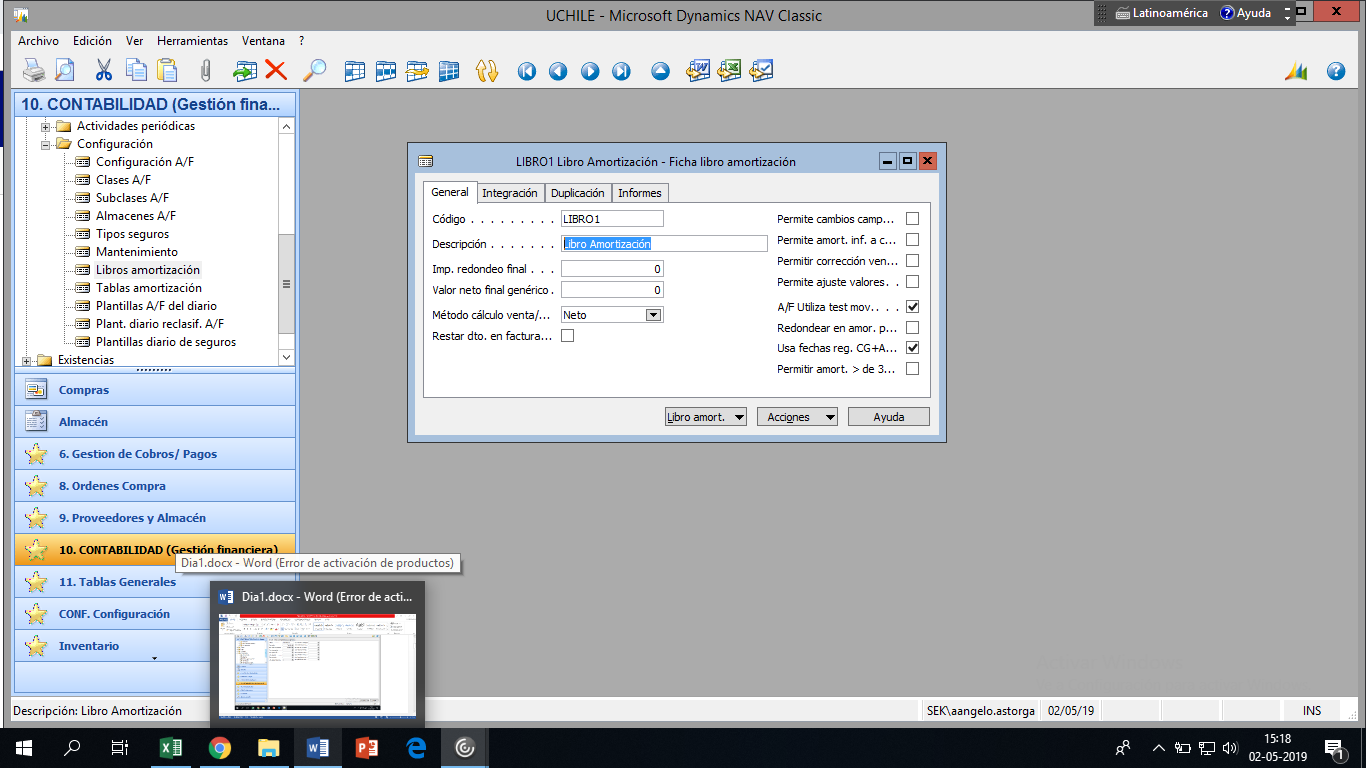 UCHILE - Microsoft Dynamics NAV Classic
Latinoamérica
Ayuda
Archivo Edición Ver Herramientas Ventana ?
10. CONTABILIDAD (Gestión fina...
Actividades periódicas
Configuración
Configuración A/F
Clases A/F
Subclases A/F
Almacenes A/F
Tipos seguros
Mantenimiento
Libros amortización
Tablas amortización
Plantillas A/F del diario
Plant. diario reclasif. A/F
Plantillas diario de seguros
Existencias
Compras
Almacén
6. Gestion de Cobros/ Pagos
8. Ordenes Compra
9. Proveedores y Almacén
10. CONTABILIDAD (Gestión financiera)
Dia1.docx - Word (Error de activación de productos)
11. Tablas Generales
CONF. Configuración
Inventario
Dia1.docx - Word (Error de acti...
LIBRO1 Libro Amortización - Ficha libro amortización
General Integración Duplicación Informes
Código . . . . . . . . . LIBRO1
Descripción . . . . . . . Libro Amortización
Imp. redondeo final . . . 0
Valor neto final genérico . 0
Método cálculo venta/... Neto
Restar dto. en factura...
Permite cambios camp...
Permite amort. inf. a c...
Permitir corrección ven...
Permite ajuste valores . .
A/F Utiliza test mov. . . .
Redondear en amor. p...
Usa fechas reg. CG+A...
Permitir amort. > de 3...
Libro amort. Acciones Ayuda
Descripción: Libro Amortización
SEK\aangelo.astorga 02/05/19 INS
15:18
02-05-2019
1